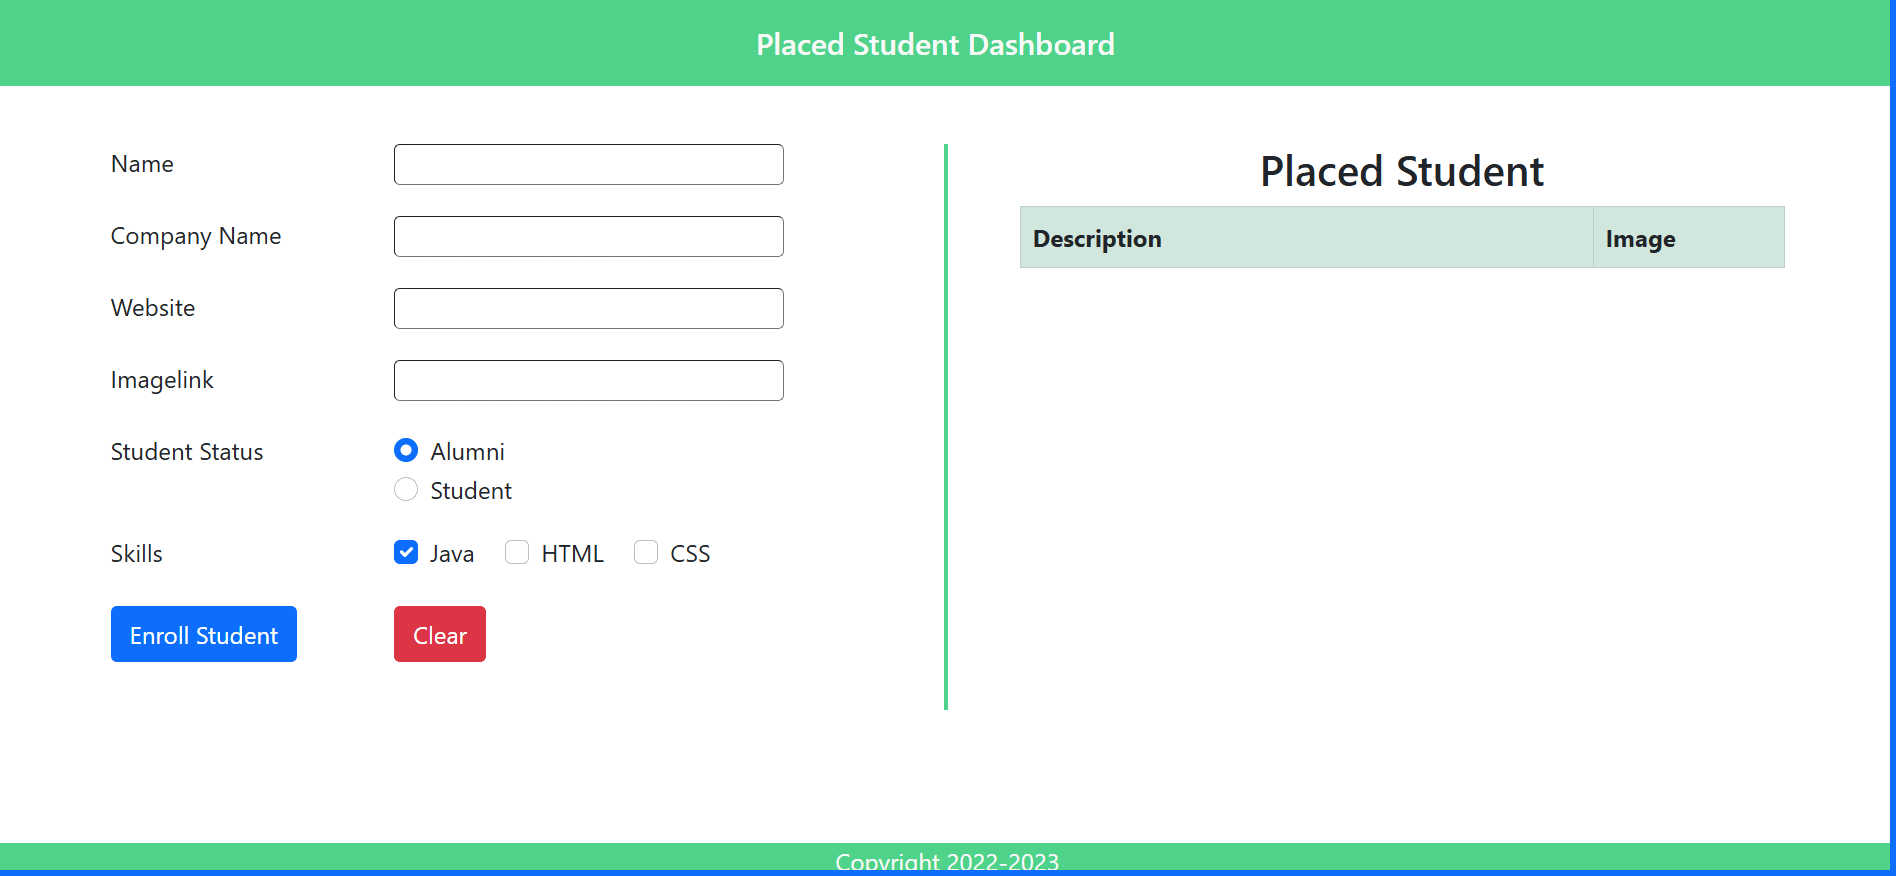 Placed Student Dashboard
Name
Company Name
Website
Imagelink
Student Status
Alumni
Student
Skills
Java HTML CSS
Enroll Student Clear
Placed Student
Description Image
Copyright 2022-2023